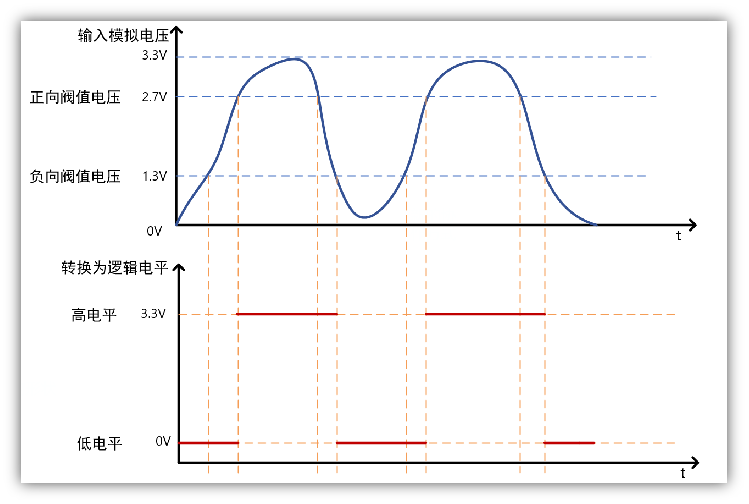 输入模拟电压
3.3V
正向阀值电压 2.7V
负向阀值电压 1.3V
0V
t
转换为逻辑电平
高电平 3.3V
低电平 0V
t